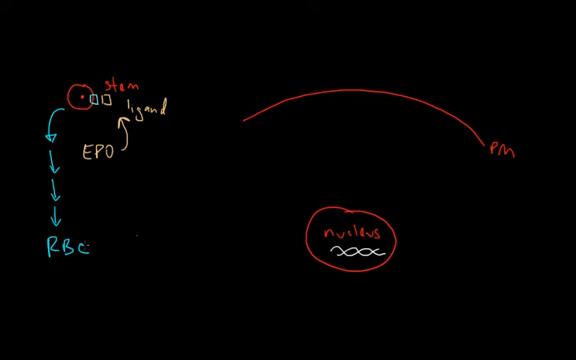 stem
ligand
EPO
RBC
PM
nucleus